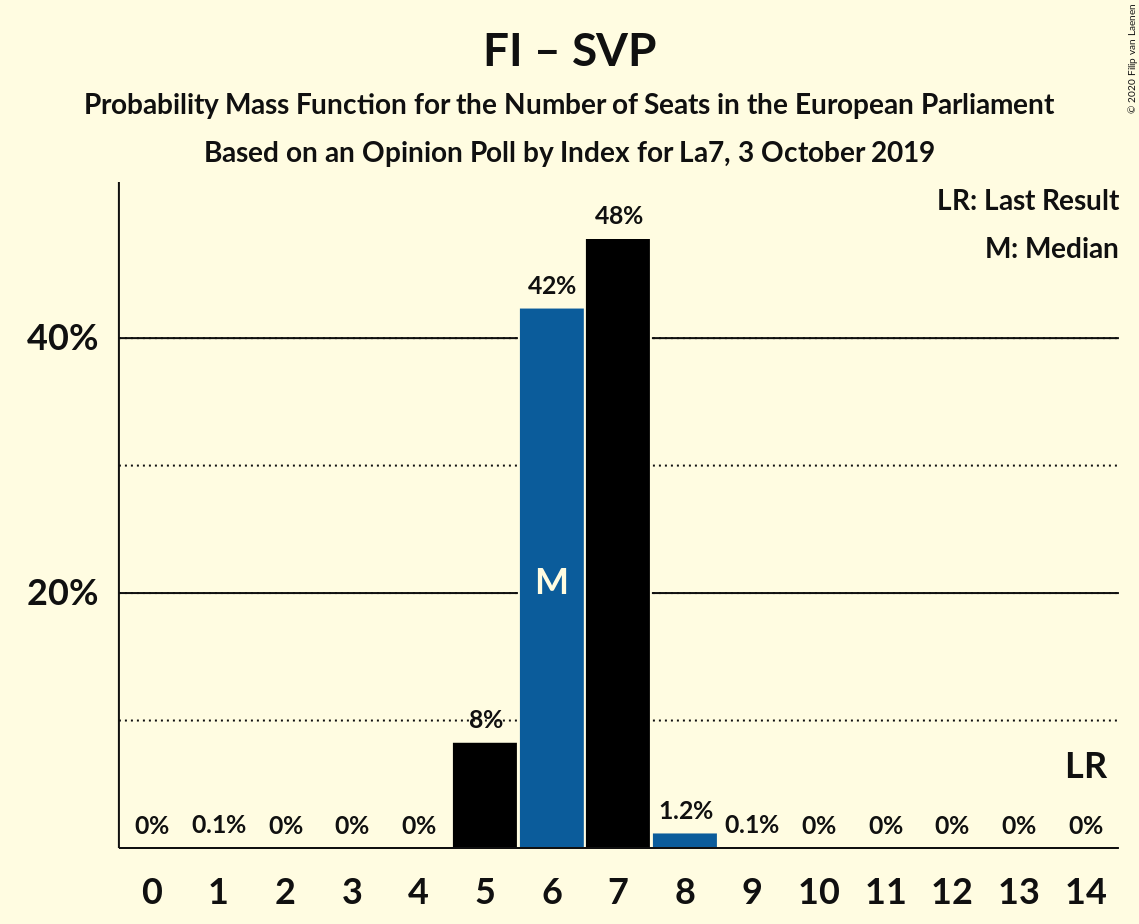 FI – SVP
Probability Mass Function for the Number of Seats in the European Parliament
Based on an Opinion Poll by Index for La7, 3 October 2019
© 2020 Filip van Laenen
LR: Last Result
M: Median
48%
42%
40%
M
20%
8%
LR
0% 0.1% 0% 0% 0% 1.2% 0.1% 0% 0% 0% 0% 0%
0 1 2 3 4 5 6 7 8 9 10 11 12 13 14